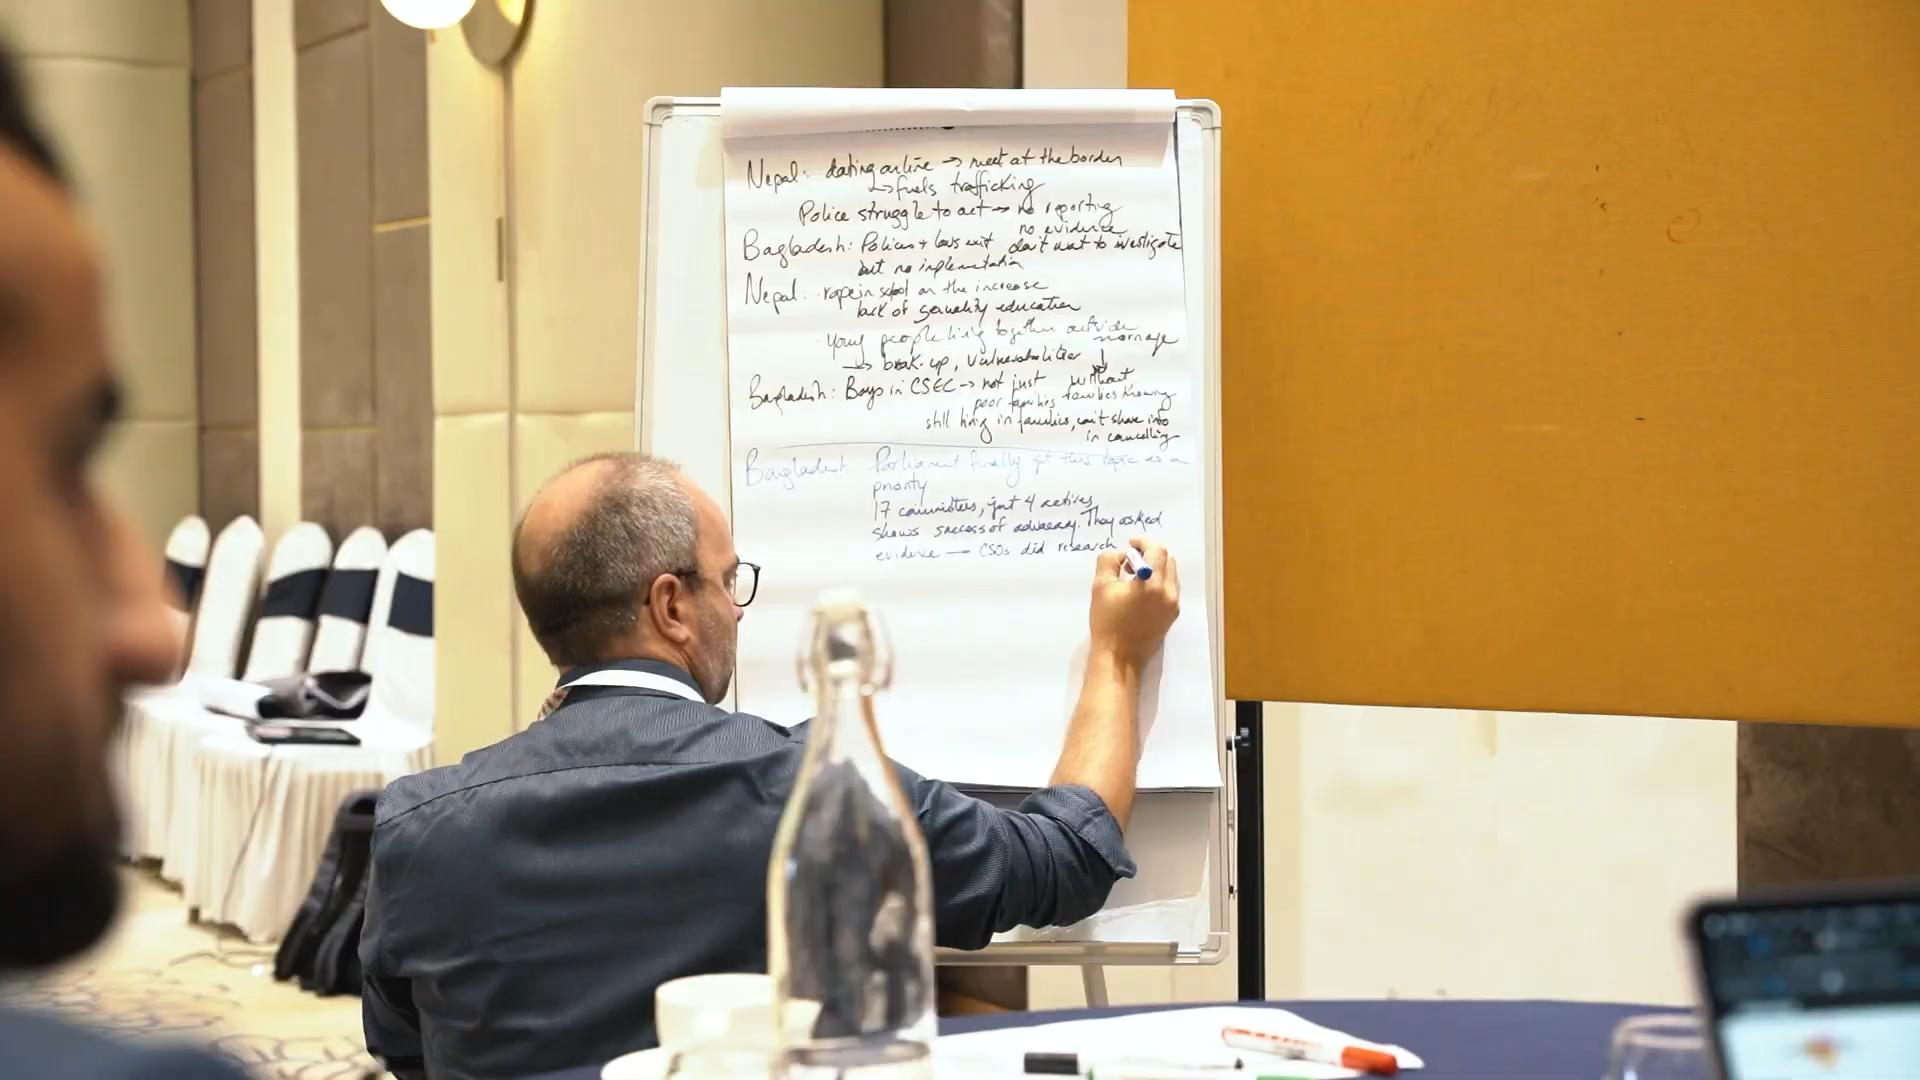 Nepal: dating online → meet at the border
↳ fuels trafficking
Police struggle to act → no reporting
no evidence
Bagladesh: Policies + laws exit don't want to investigate
but no implementation
Nepal: rape in school on the increase
lack of sexuality education
young people living together outside marriage
→ break-up, vulnerabilities
Bangladesh: Boys in CSEC → not just poor families
without families knowing
still living in families, can't share info
in councelling
Bangladesh Parliament finally got this topic as a
priority
17 committees, just 4 actives
shows success of advocacy. They asked
evidence — CSOs did research